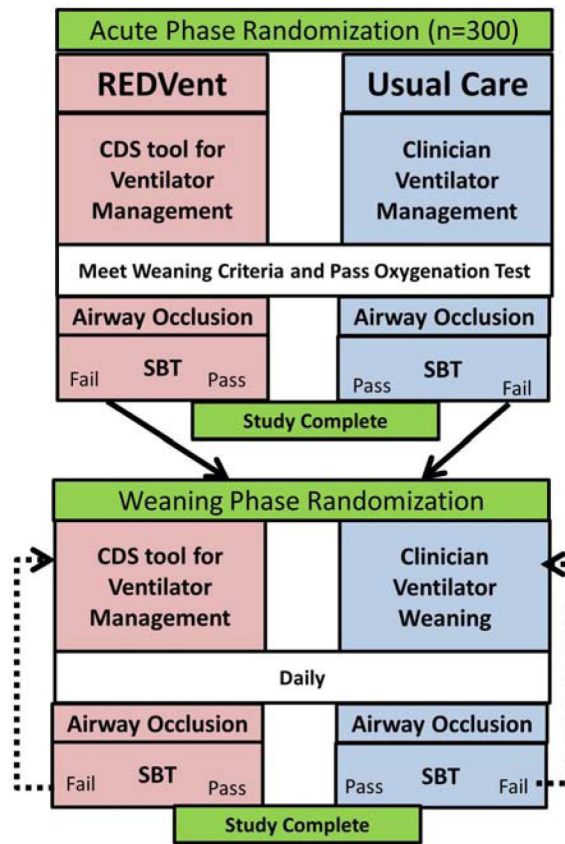 Acute Phase Randomization (n=300)
REDVent
Usual Care
CDS tool for
Ventilator
Management
Clinician
Ventilator
Management
Meet Weaning Criteria and Pass Oxygenation Test
Airway Occlusion
Airway Occlusion
Fail SBT Pass
Pass SBT Fail
Study Complete
Weaning Phase Randomization
CDS tool for
Ventilator
Management
Clinician
Ventilator
Weaning
Daily
Airway Occlusion
Airway Occlusion
Fail SBT Pass
Pass SBT Fail
Study Complete